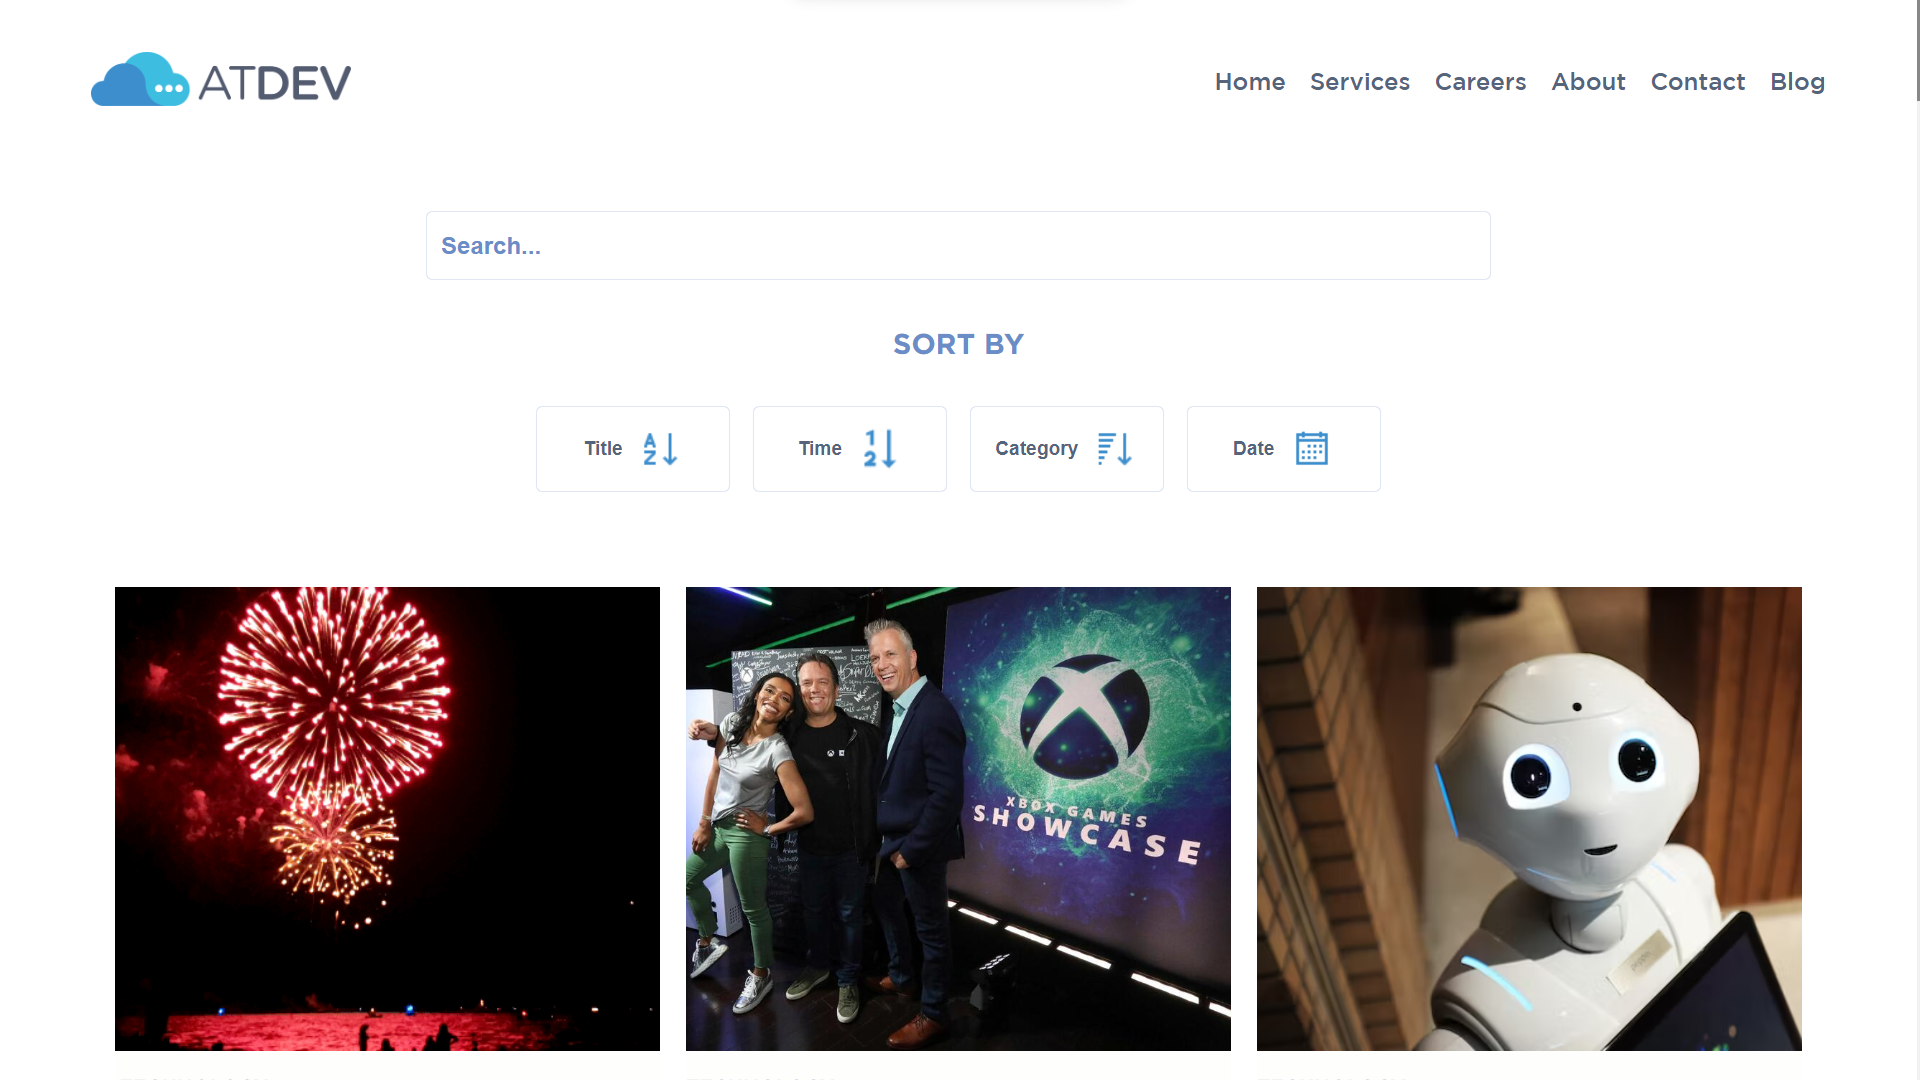 ATDEV
Home Services Careers About Contact Blog
Search...
SORT BY
Title
Time
Category
Date
XBOX GAMES
SHOWCASE